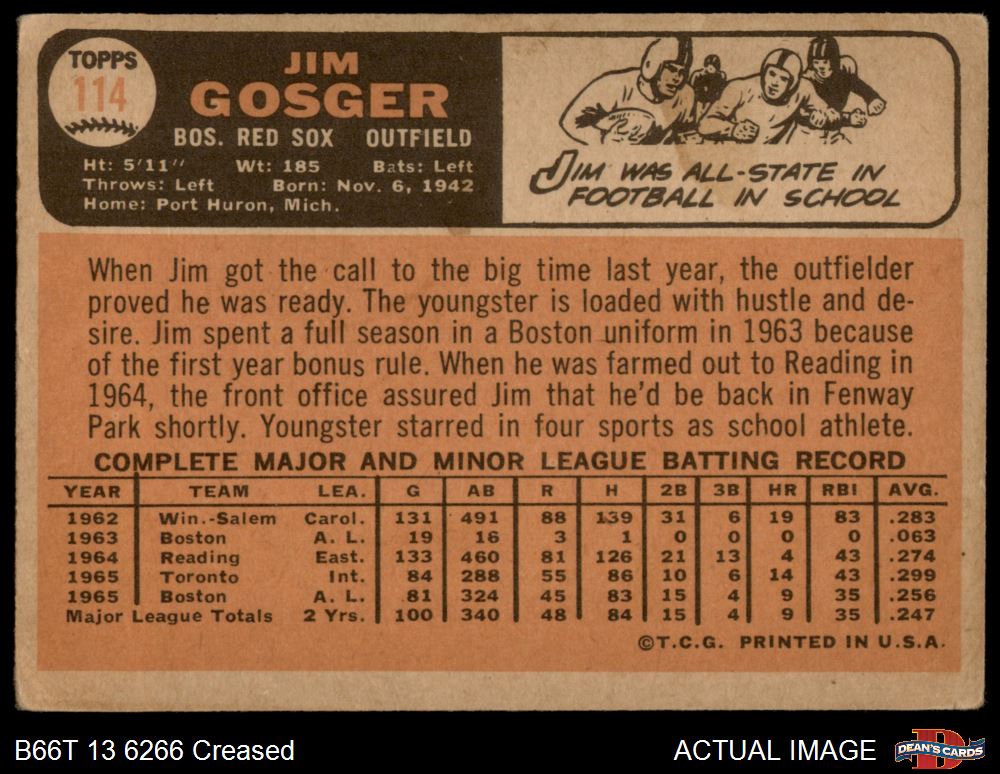 TOPPS
114
JIM
GOSGER
BOS. RED SOX OUTFIELD
Ht: 5'11" Wt: 185 Bats: Left
Throws: Left Born: Nov. 6, 1942
Home: Port Huron, Mich.
JIM WAS ALL-STATE IN
FOOTBALL IN SCHOOL
When Jim got the call to the big time last year, the outfielder
proved he was ready. The youngster is loaded with hustle and de-
sire. Jim spent a full season in a Boston uniform in 1963 because
of the first year bonus rule. When he was farmed out to Reading in
1964, the front office assured Jim that he'd be back in Fenway
Park shortly. Youngster starred in four sports as school athlete.
COMPLETE MAJOR AND MINOR LEAGUE BATTING RECORD
YEAR TEAM LEA. G AB R H 2B 3B HR RBI AVG.
1962 Win.-Salem Carol. 131 491 88 139 31 6 19 83 .283
1963 Boston A. L. 19 16 3 1 0 0 0 0 .063
1964 Reading East. 133 460 81 126 21 13 4 43 .274
1965 Toronto Int. 84 288 55 86 10 6 14 43 .299
1965 Boston A. L. 81 324 45 83 15 4 9 35 .256
Major League Totals 2 Yrs. 100 340 48 84 15 4 9 35 .247
©T.C.G. PRINTED IN U.S.A.
B66T 13 6266 Creased
ACTUAL IMAGE
DEAN'S CARDS